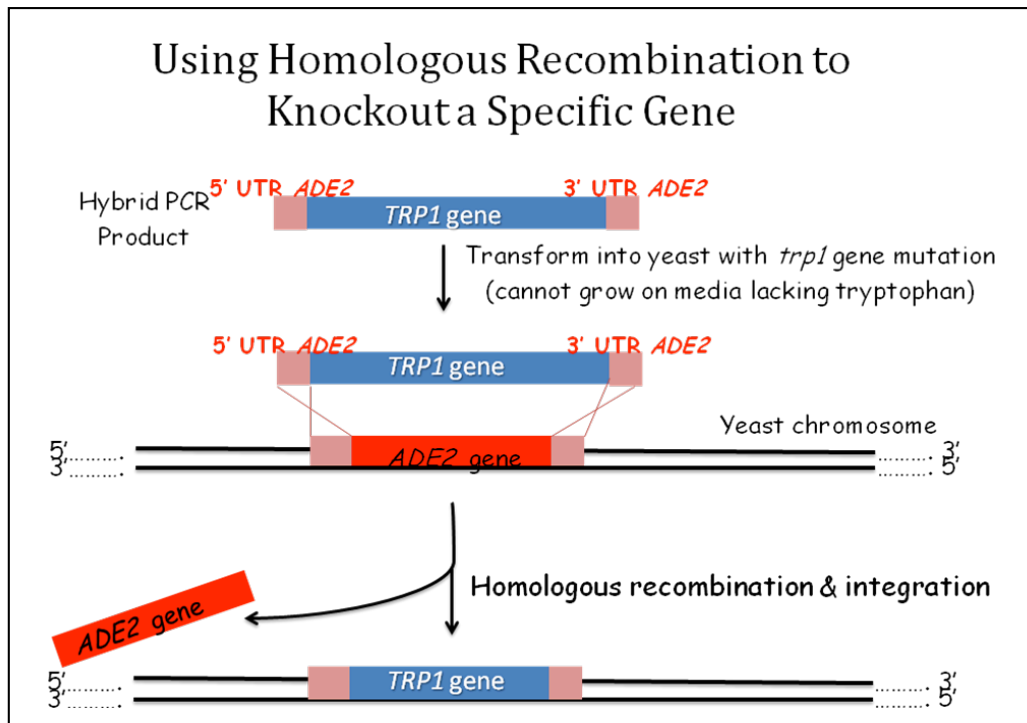 Using Homologous Recombination to
Knockout a Specific Gene
5' UTR ADE2
3' UTR ADE2
Hybrid PCR
Product
TRP1 gene
Transform into yeast with trp1 gene mutation
(cannot grow on media lacking tryptophan)
5' UTR ADE2
3' UTR ADE2
TRP1 gene
Yeast chromosome
5' ..........
.......... 3'
3' ..........
.......... 5'
ADE2 gene
Homologous recombination & integration
ADE2 gene
5' ..........
.......... 3'
3' ..........
.......... 5'
TRP1 gene